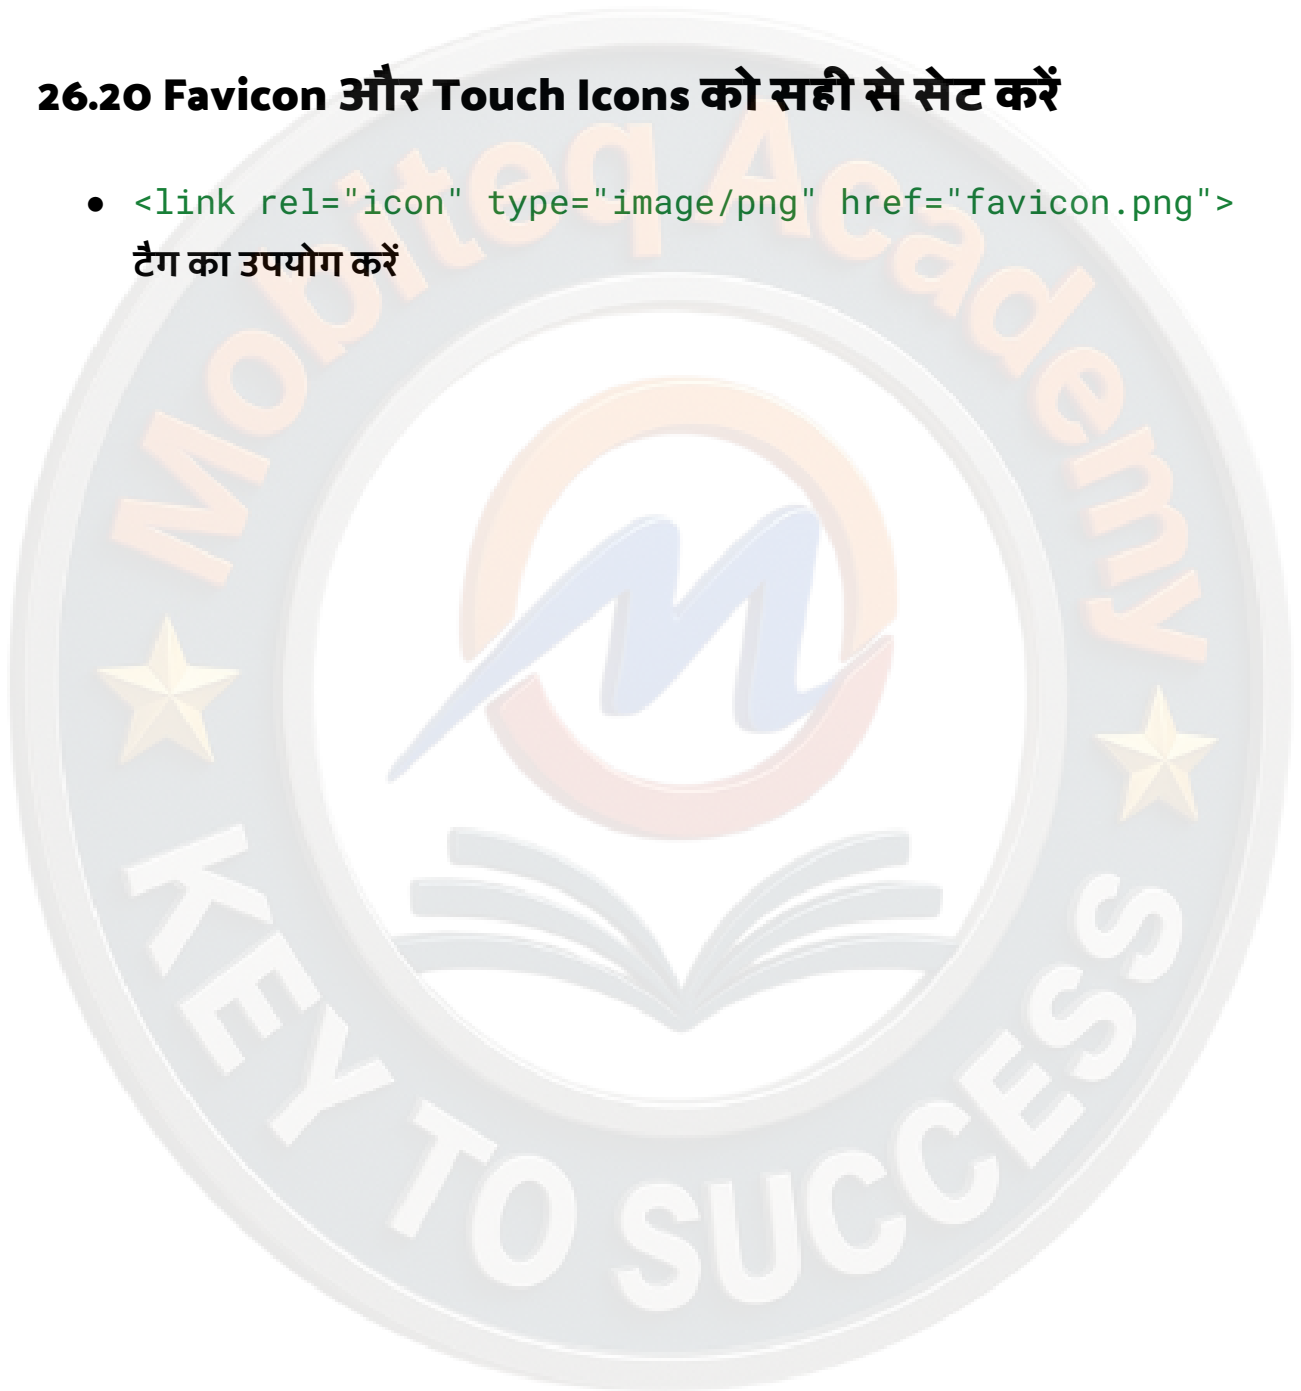 26.20 Favicon और Touch Icons को सही से सेट करें
● <link rel="icon" type="image/png" href="favicon.png">
टैग का उपयोग करें
Mobiteq Academy
KEY TO SUCCESS